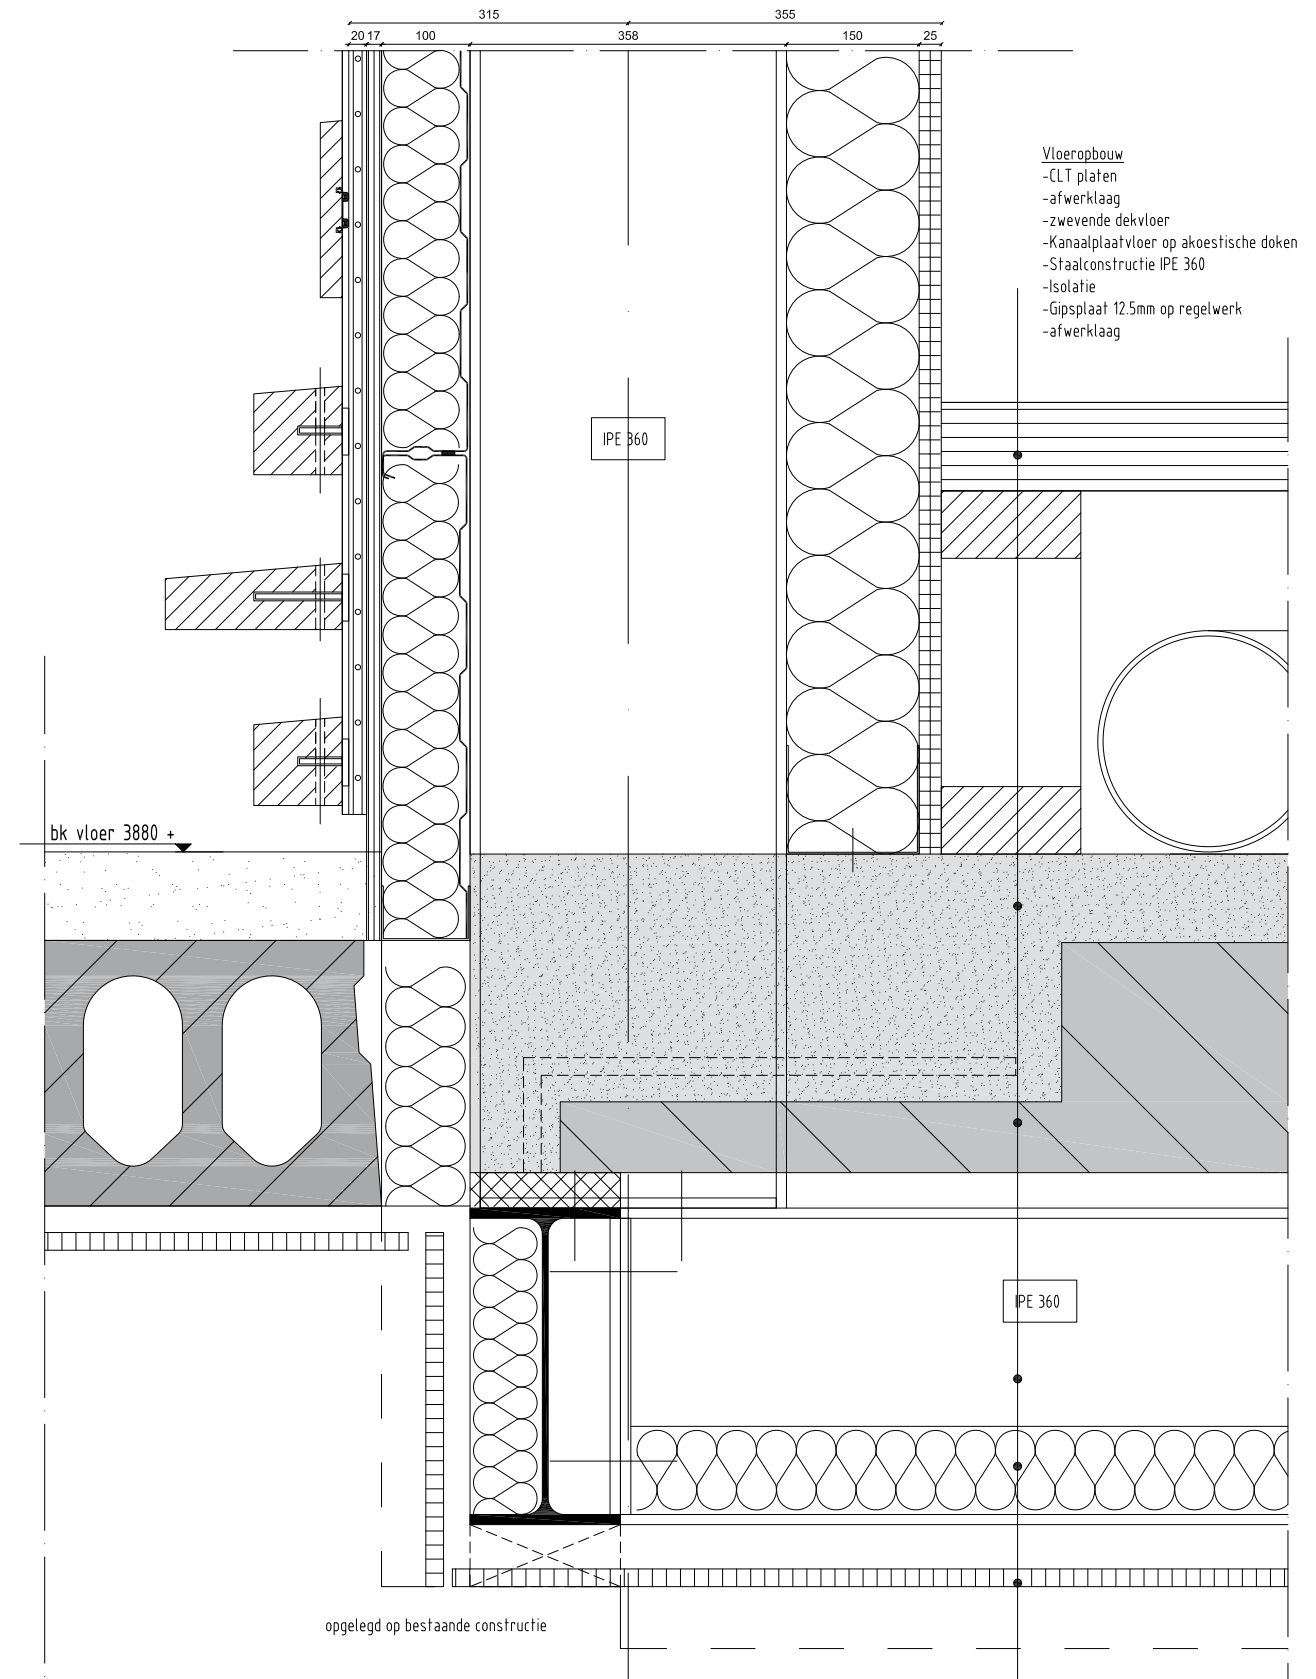 315 355
20 17 100 358 150 25
Vloeropbouw
-CLT platen
-afwerklaag
-zwevende dekvloer
-Kanaalplaatvloer op akoestische doken
-Staalconstructie IPE 360
-Isolatie
-Gipsplaat 12.5mm op regelwerk
-afwerklaag
IPE 360
bk vloer 3880 +
IPE 360
opgelegd op bestaande constructie